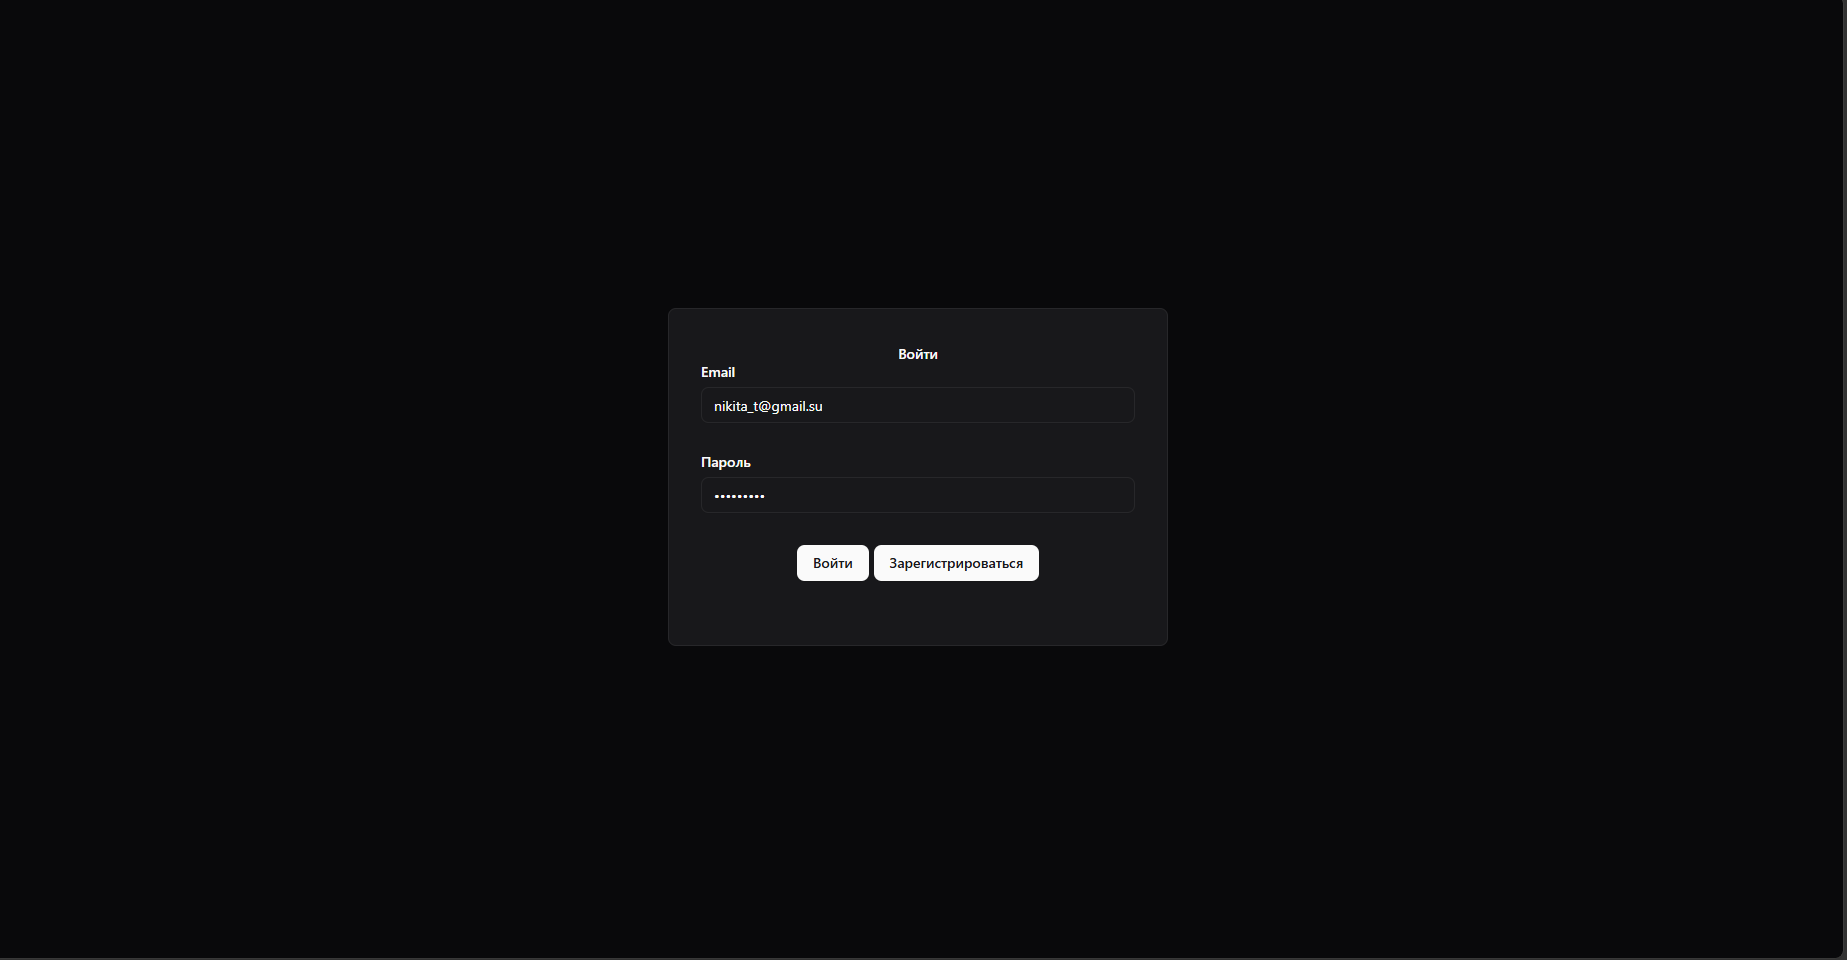 Войти
Email
nikita_t@gmail.su
Пароль
•••••••••
Войти Зарегистрироваться